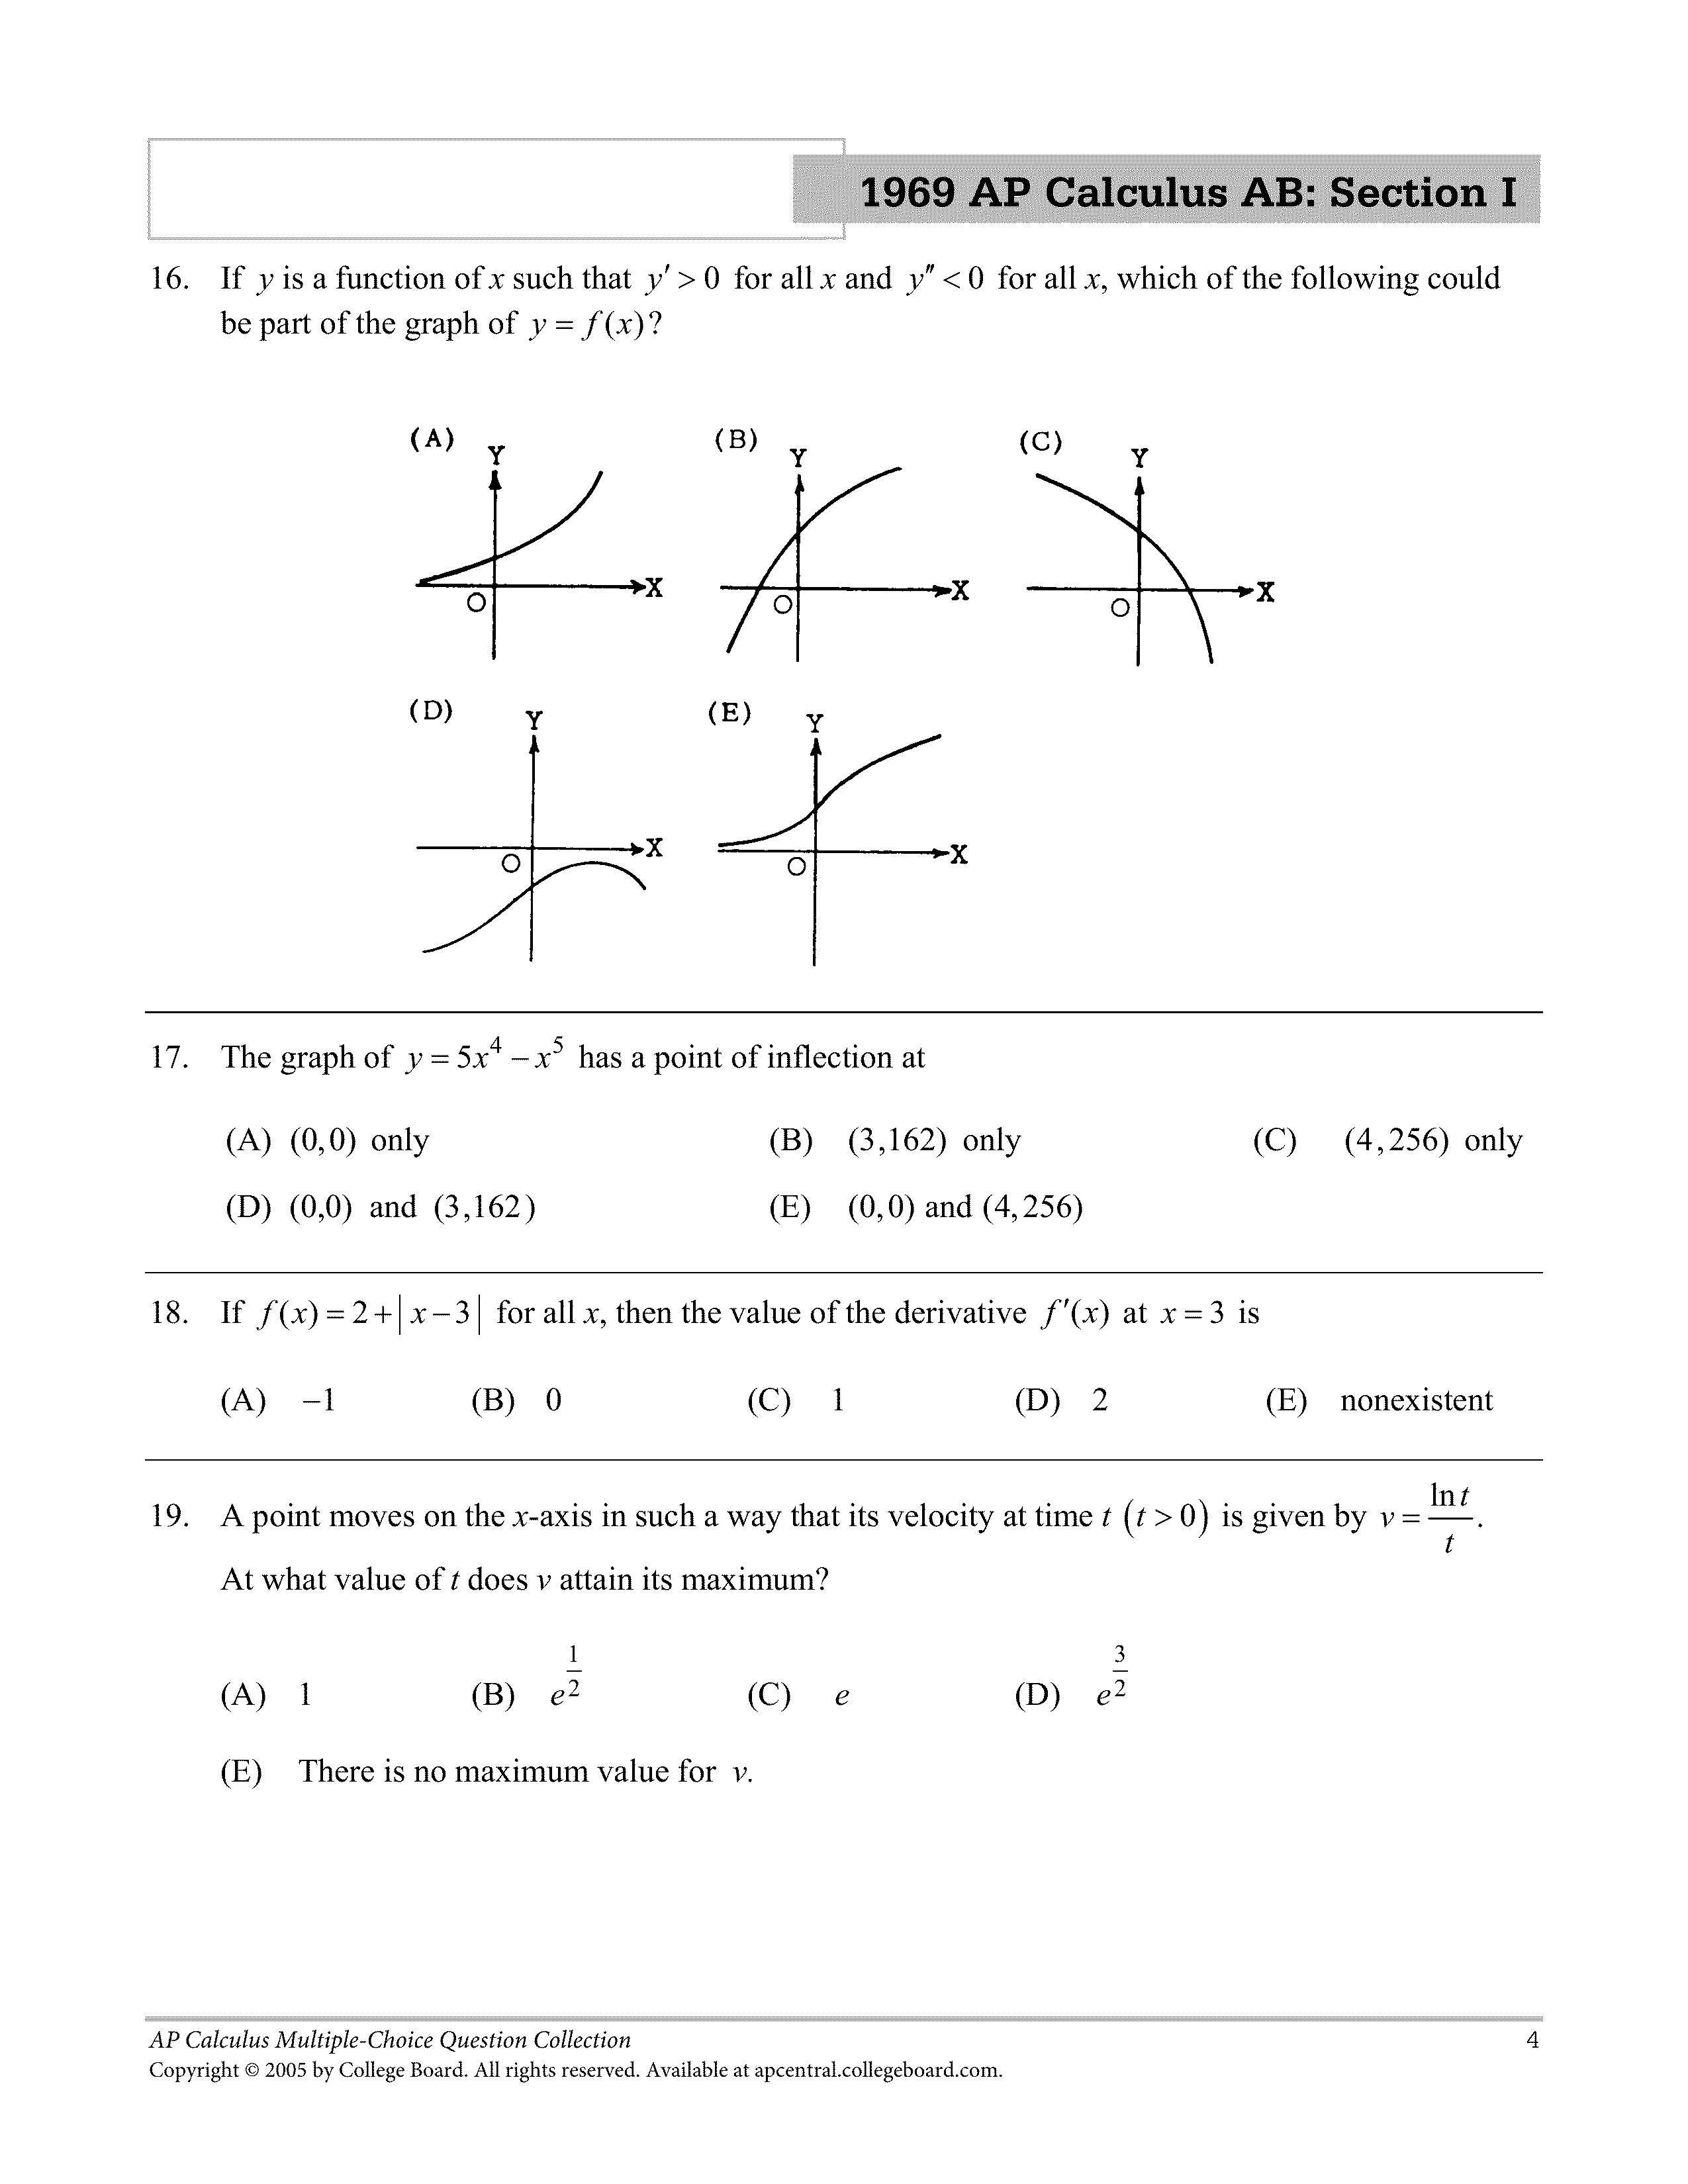 1969 AP Calculus AB: Section I
16. If y is a function of x such that y′ > 0 for all x and y″ < 0 for all x, which of the following could
be part of the graph of y = f(x)?
(A) (B) (C)
Y Y Y
X X X
O O O
(D) (E)
Y Y
X X
O O
17. The graph of y = 5x⁴ − x⁵ has a point of inflection at
(A) (0,0) only (B) (3,162) only (C) (4,256) only
(D) (0,0) and (3,162) (E) (0,0) and (4,256)
18. If f(x) = 2 + |x − 3| for all x, then the value of the derivative f′(x) at x = 3 is
(A) −1 (B) 0 (C) 1 (D) 2 (E) nonexistent
19. A point moves on the x-axis in such a way that its velocity at time t (t > 0) is given by v = ln t / t.
At what value of t does v attain its maximum?
(A) 1 (B) e^(1/2) (C) e (D) e^(3/2)
(E) There is no maximum value for v.
AP Calculus Multiple-Choice Question Collection 4
Copyright © 2005 by College Board. All rights reserved. Available at apcentral.collegeboard.com.